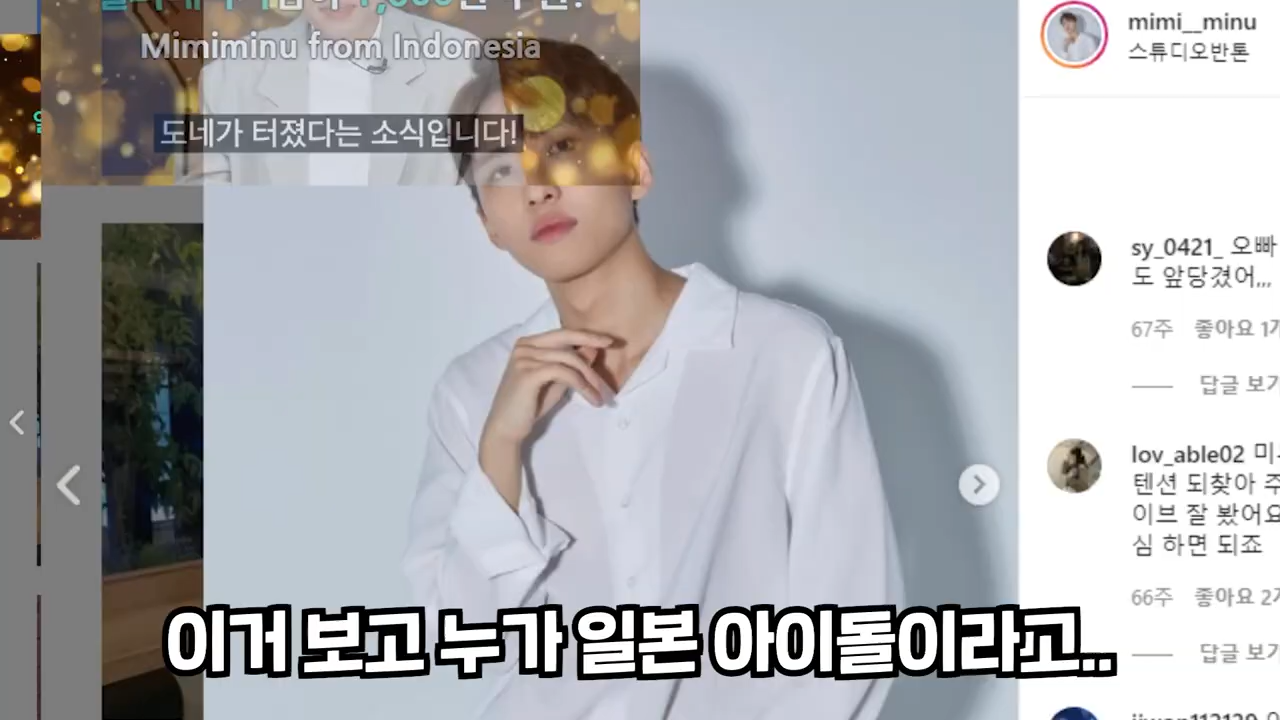 Mimiminu from Indonesia
도네가 터졌다는 소식입니다!
mimi__minu
스튜디오반톤
sy_0421_ 오빠
도 앞당겼어,,,
67주 좋아요 1개
답글 보기
lov_able02 미
텐션 되찾아 주
이브 잘 봤어요
심 하면 되죠
66주 좋아요 2개
답글 보기
이거 보고 누가 일본 아이돌이라고..